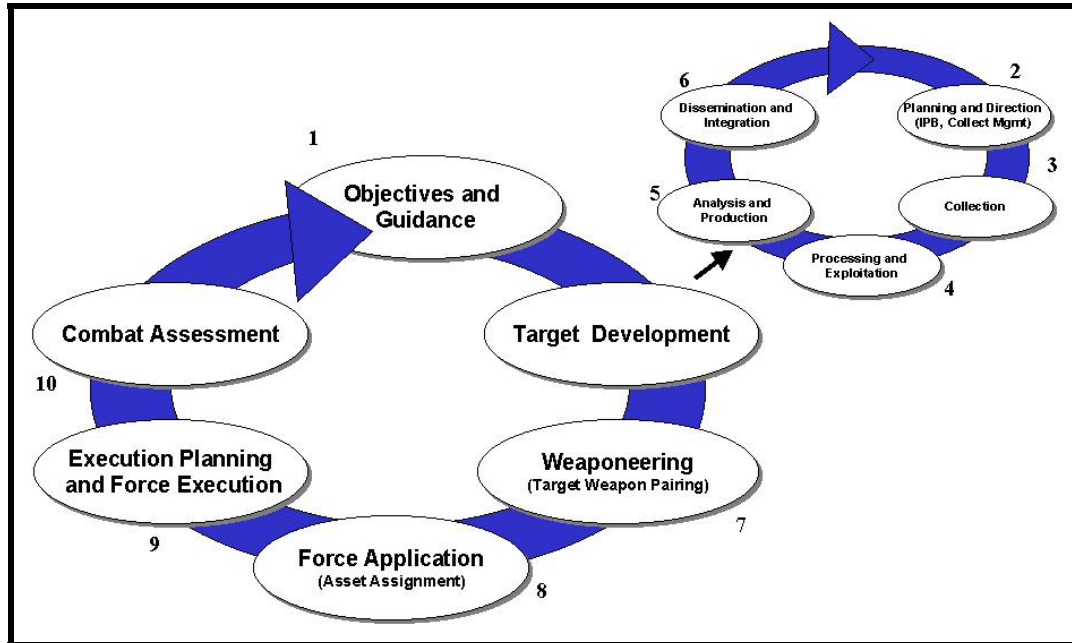 1
Objectives and
Guidance
Target Development
Weaponeering
(Target Weapon Pairing)
7
Force Application
(Asset Assignment)
8
Execution Planning
and Force Execution
9
Combat Assessment
10
2
Planning and Direction
(IPB, Collect Mgmt)
3
Collection
Processing and
Exploitation
4
5
Analysis and
Production
6
Dissemination and
Integration